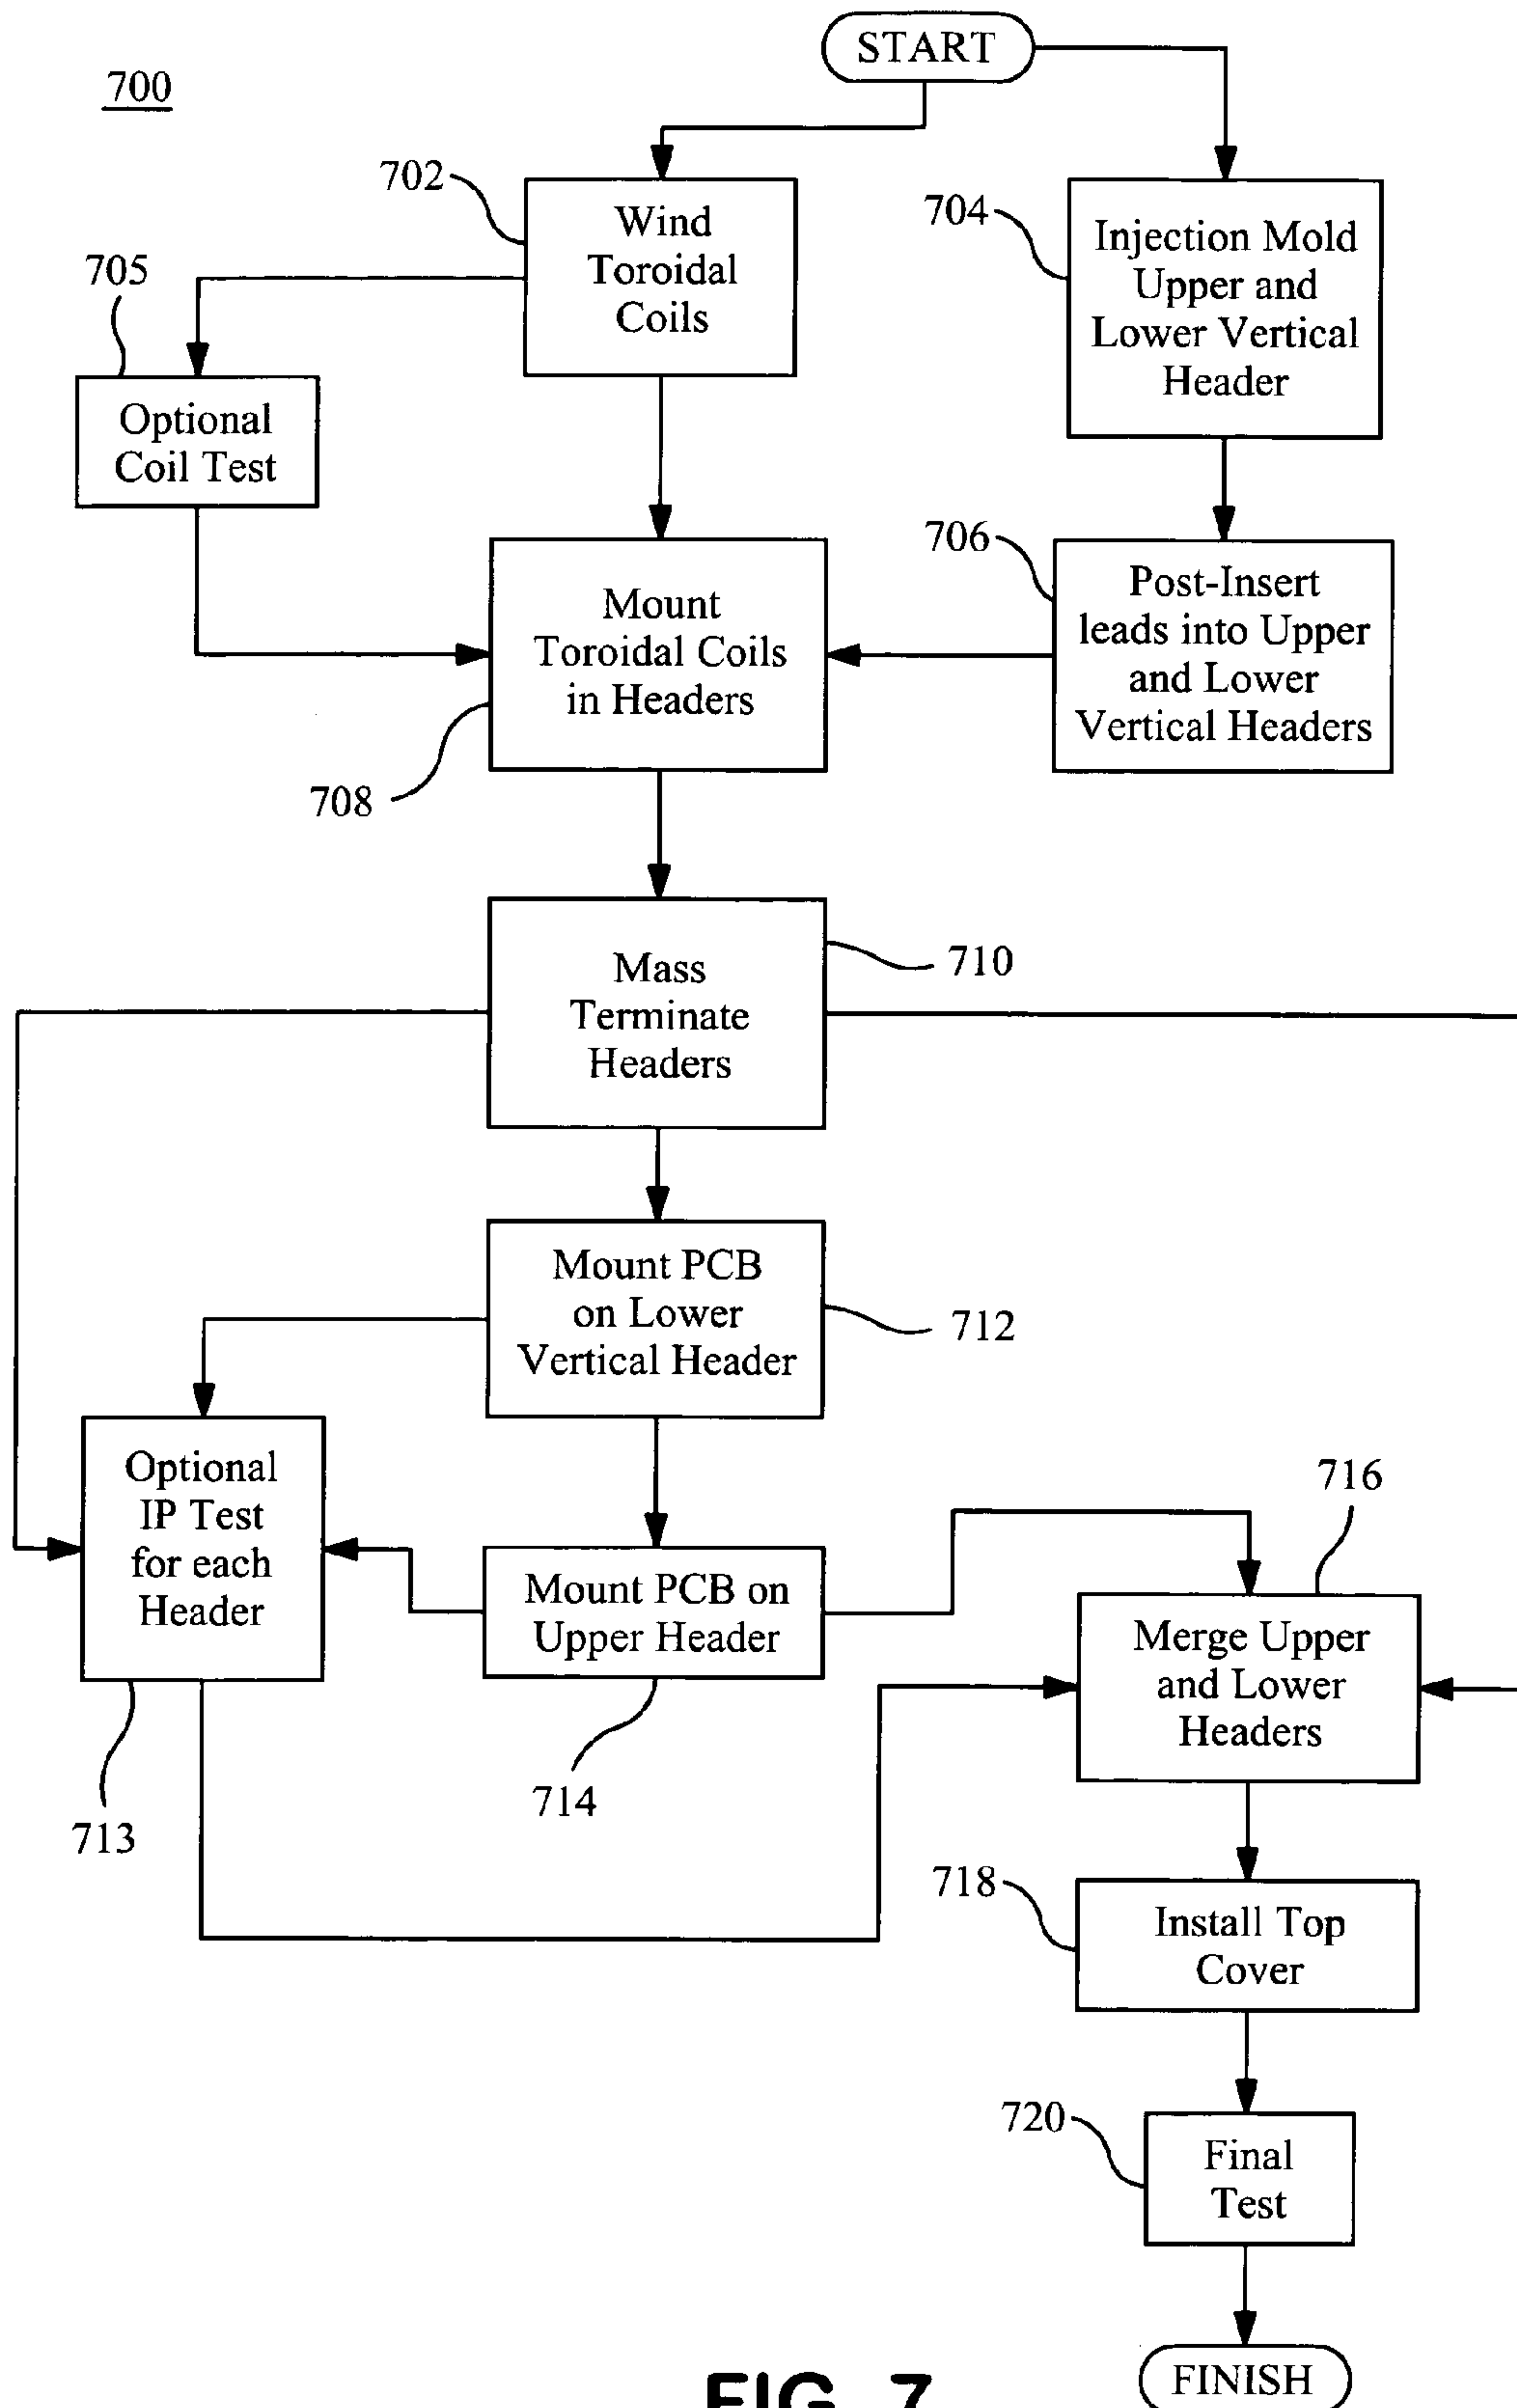 START
700
702
Wind
Toroidal
Coils
704
Injection Mold
Upper and
Lower Vertical
Header
705
Optional
Coil Test
706
Post-Insert
leads into Upper
and Lower
Vertical Headers
Mount
Toroidal Coils
in Headers
708
Mass
Terminate
Headers
710
Mount PCB
on Lower
Vertical Header
712
Optional
IP Test
for each
Header
713
Mount PCB on
Upper Header
714
716
Merge Upper
and Lower
Headers
718
Install Top
Cover
720
Final
Test
FINISH
FIG. 7